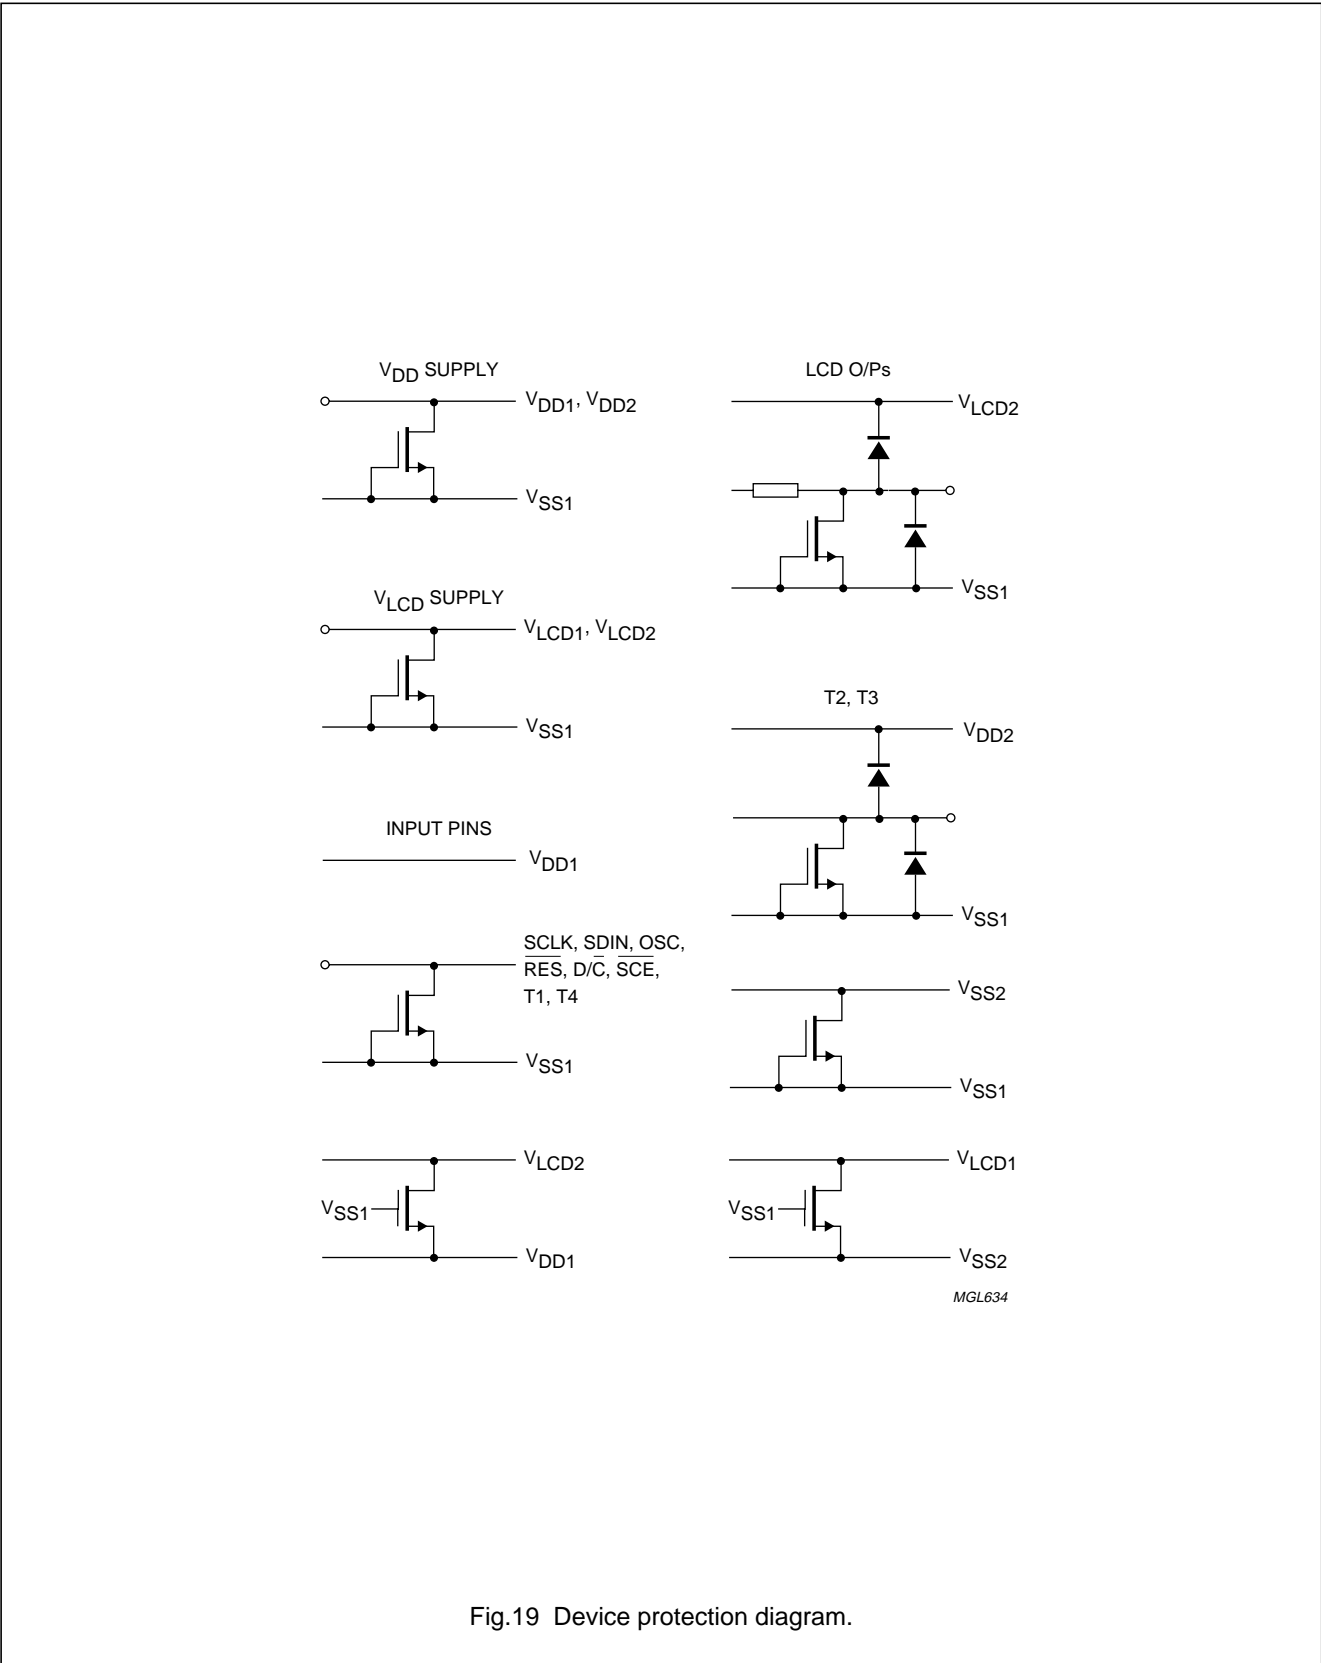 VDD SUPPLY
VDD1, VDD2
VSS1
VLCD SUPPLY
VLCD1, VLCD2
VSS1
INPUT PINS
VDD1
SCLK, SDIN, OSC,
R̅E̅S̅, D/C̅, S̅C̅E̅,
T1, T4
VSS1
VLCD2
VSS1
VDD1
LCD O/Ps
VLCD2
VSS1
T2, T3
VDD2
VSS1
VSS2
VSS1
VLCD1
VSS1
VSS2
MGL634
Fig.19 Device protection diagram.